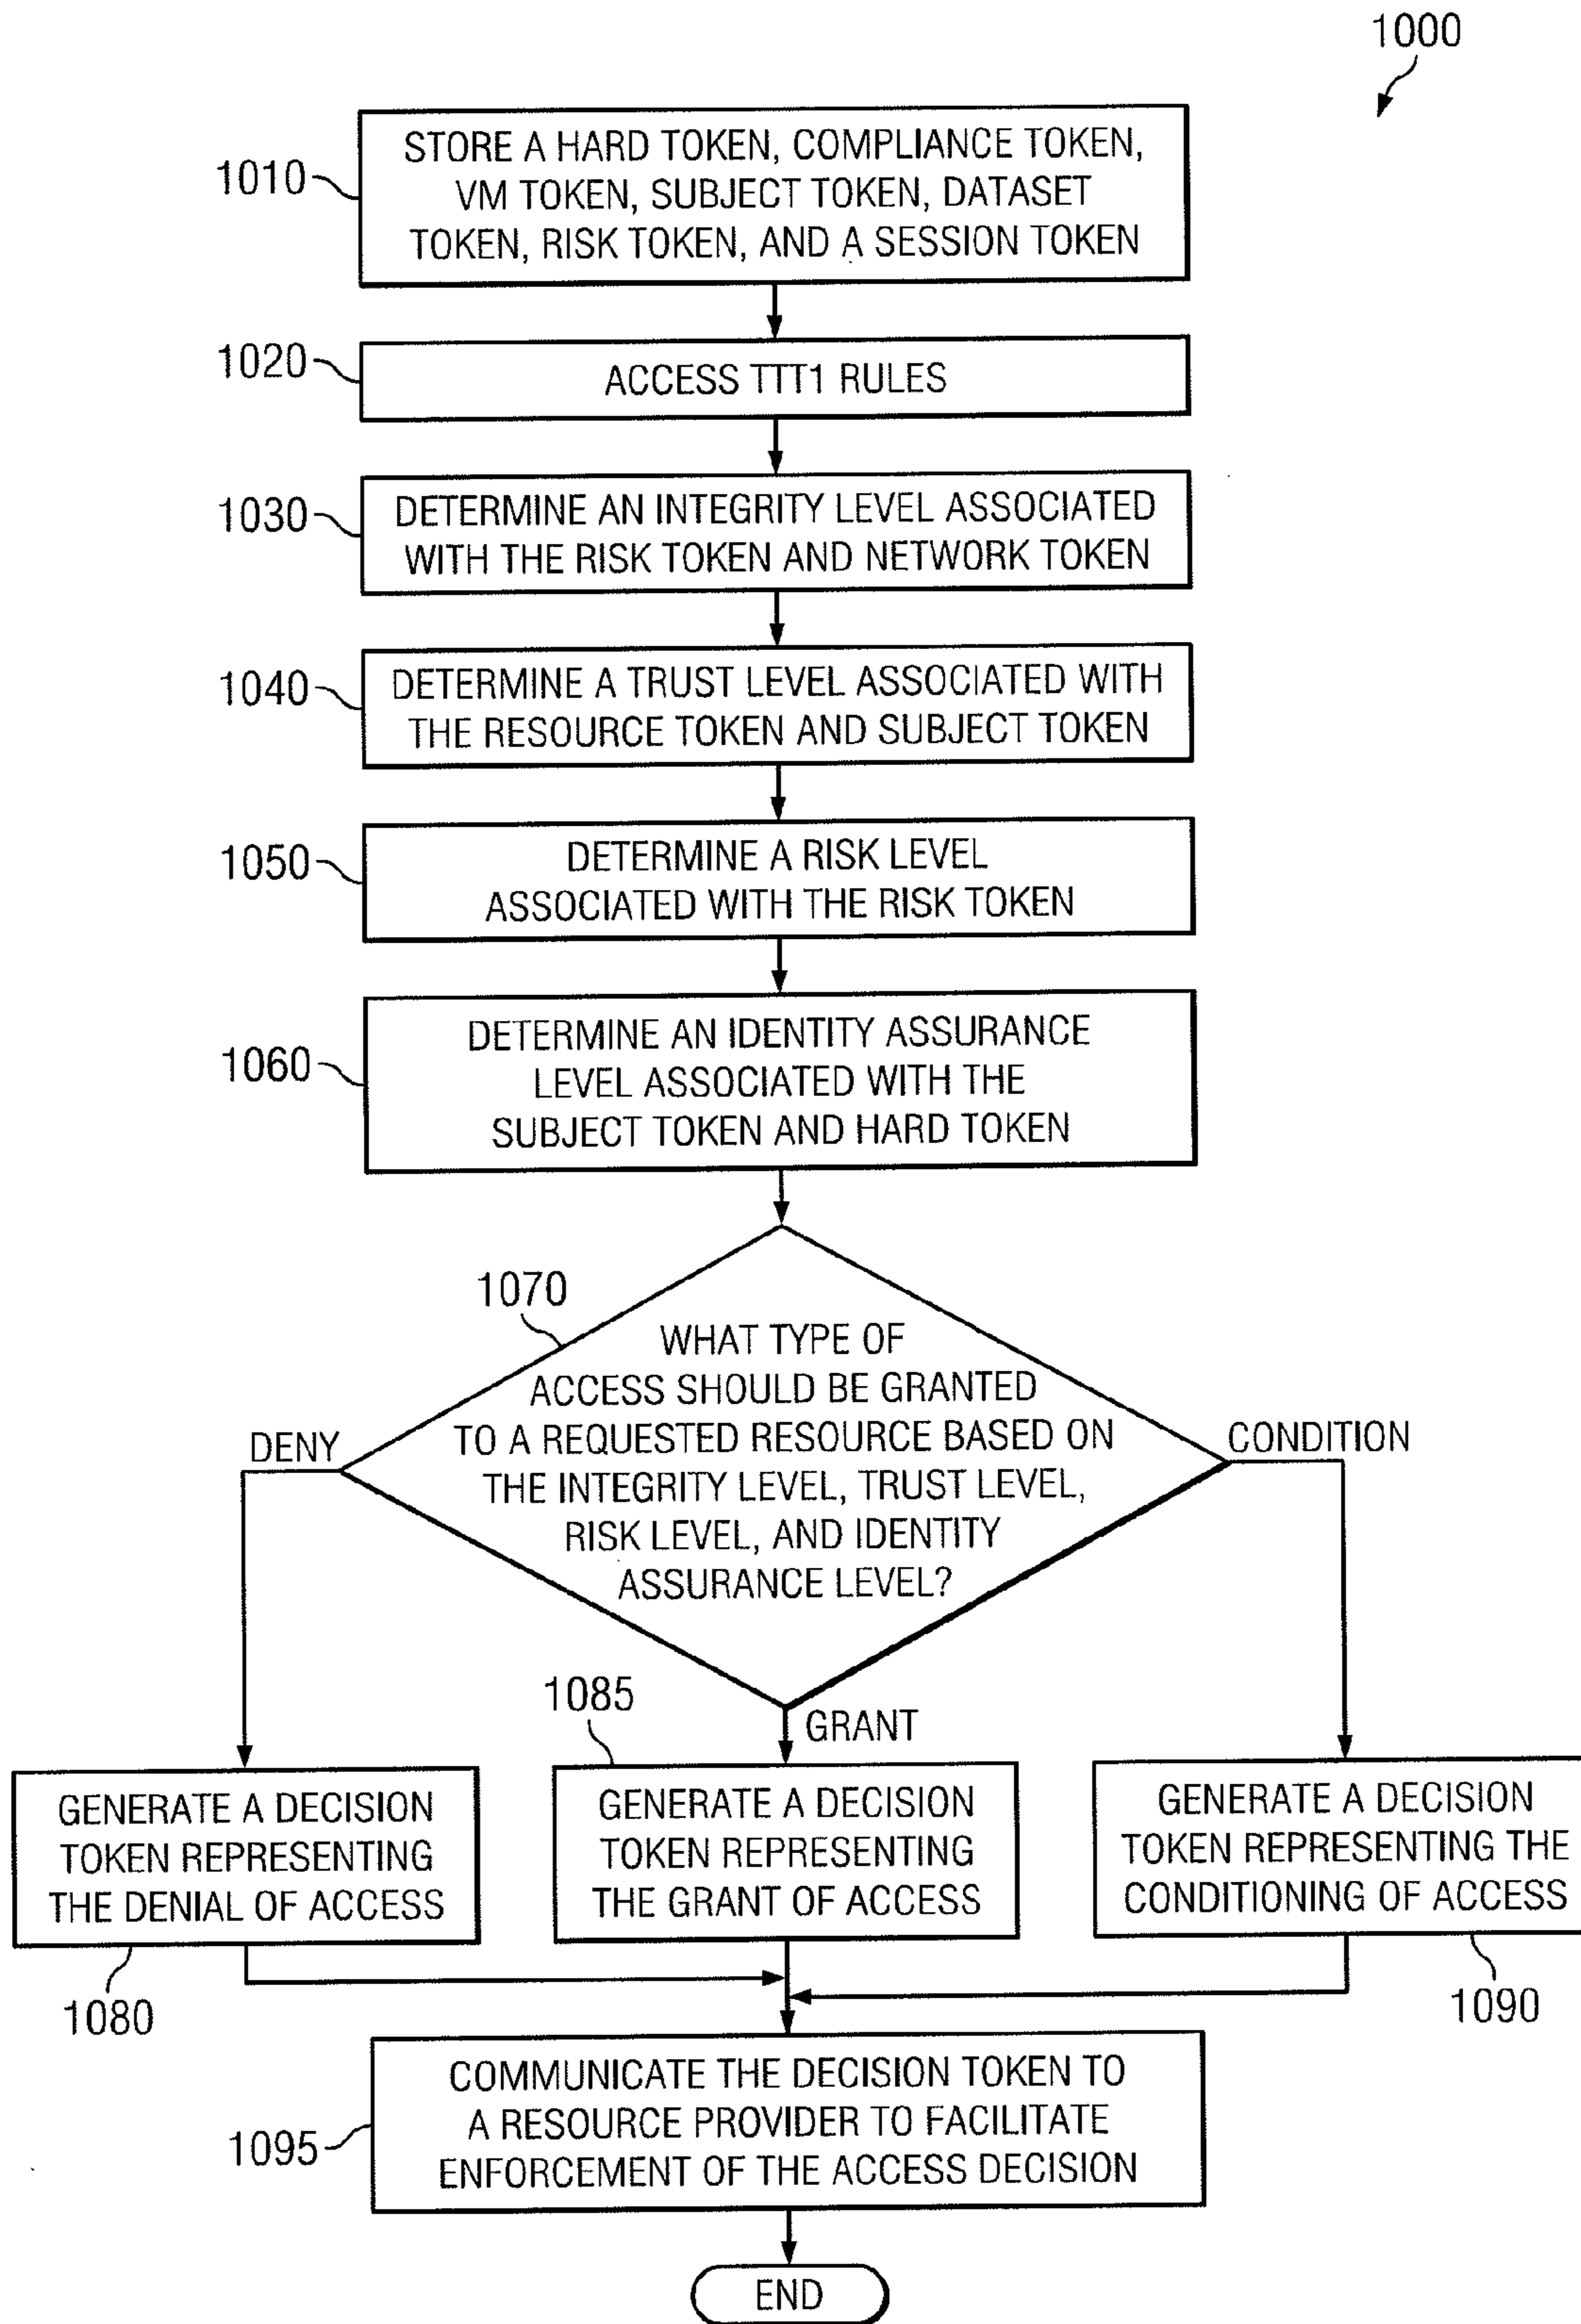 1000
1010
STORE A HARD TOKEN, COMPLIANCE TOKEN,
VM TOKEN, SUBJECT TOKEN, DATASET
TOKEN, RISK TOKEN, AND A SESSION TOKEN
1020
ACCESS TTT1 RULES
1030
DETERMINE AN INTEGRITY LEVEL ASSOCIATED
WITH THE RISK TOKEN AND NETWORK TOKEN
1040
DETERMINE A TRUST LEVEL ASSOCIATED WITH
THE RESOURCE TOKEN AND SUBJECT TOKEN
1050
DETERMINE A RISK LEVEL
ASSOCIATED WITH THE RISK TOKEN
1060
DETERMINE AN IDENTITY ASSURANCE
LEVEL ASSOCIATED WITH THE
SUBJECT TOKEN AND HARD TOKEN
1070
WHAT TYPE OF
ACCESS SHOULD BE GRANTED
TO A REQUESTED RESOURCE BASED ON
THE INTEGRITY LEVEL, TRUST LEVEL,
RISK LEVEL, AND IDENTITY
ASSURANCE LEVEL?
DENY
CONDITION
GRANT
GENERATE A DECISION
TOKEN REPRESENTING
THE DENIAL OF ACCESS
1080
1085
GENERATE A DECISION
TOKEN REPRESENTING
THE GRANT OF ACCESS
GENERATE A DECISION
TOKEN REPRESENTING THE
CONDITIONING OF ACCESS
1090
1095
COMMUNICATE THE DECISION TOKEN TO
A RESOURCE PROVIDER TO FACILITATE
ENFORCEMENT OF THE ACCESS DECISION
END